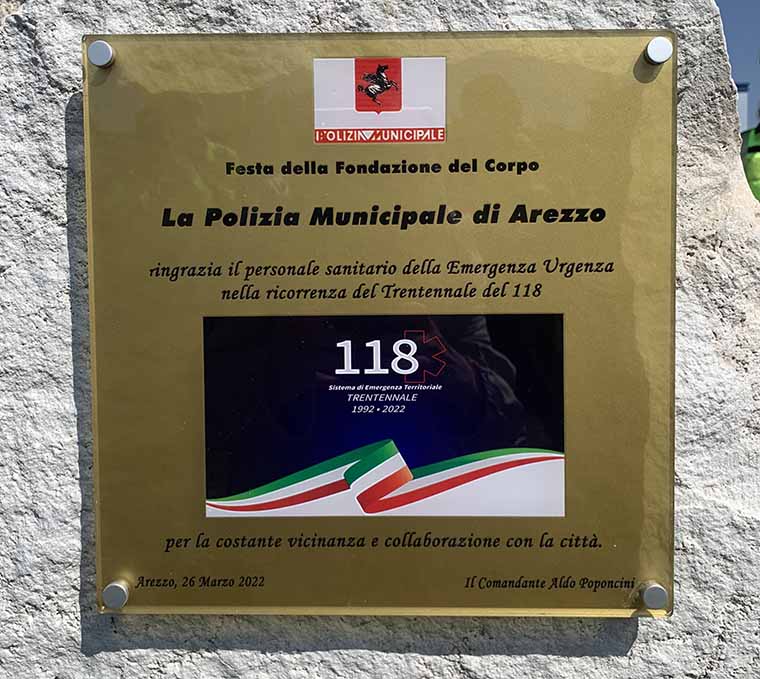 POLIZIA MUNICIPALE
Festa della Fondazione del Corpo
La Polizia Municipale di Arezzo
ringrazia il personale sanitario della Emergenza Urgenza
nella ricorrenza del Trentennale del 118
118
Sistema di Emergenza Territoriale
TRENTENNALE
1992 • 2022
per la costante vicinanza e collaborazione con la città.
Arezzo, 26 Marzo 2022
Il Comandante Aldo Poponcini